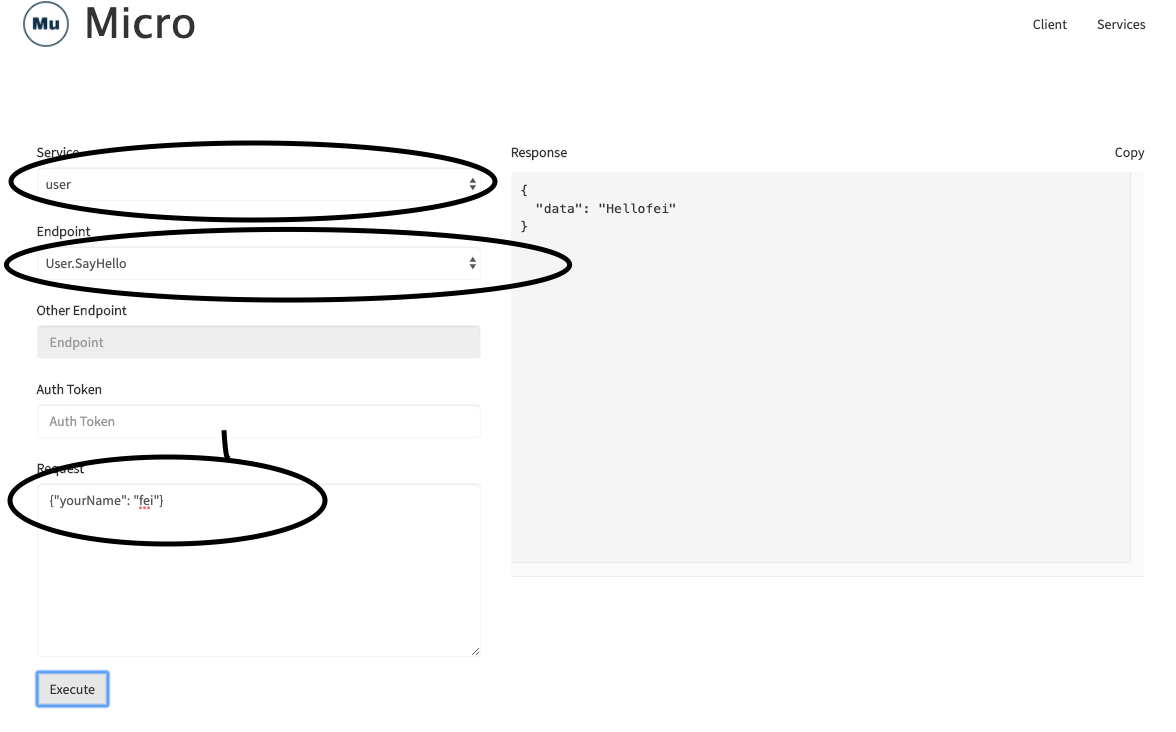 Mu Micro
Client Services
Service
user
Endpoint
User.SayHello
Other Endpoint
Endpoint
Auth Token
Auth Token
Request
{"yourName": "fei"}
Execute
Response Copy
{
"data": "Hellofei"
}